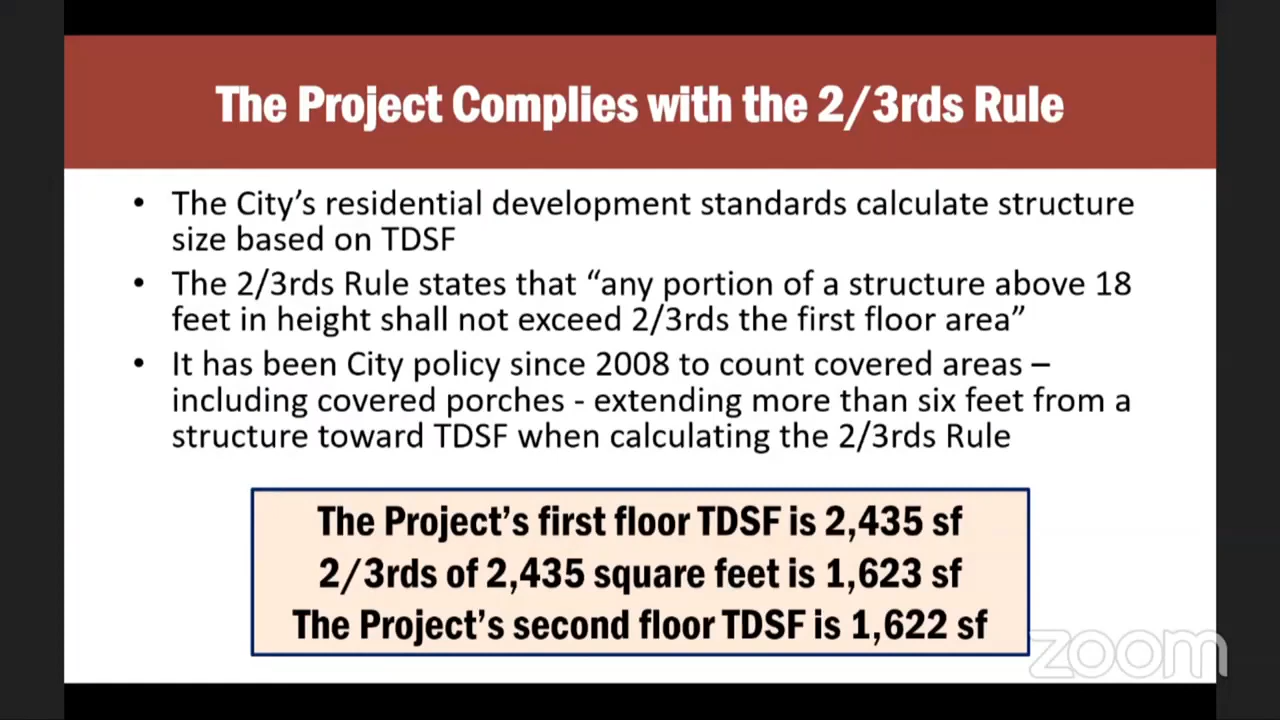 The Project Complies with the 2/3rds Rule
• The City's residential development standards calculate structure
size based on TDSF
• The 2/3rds Rule states that “any portion of a structure above 18
feet in height shall not exceed 2/3rds the first floor area”
• It has been City policy since 2008 to count covered areas –
including covered porches - extending more than six feet from a
structure toward TDSF when calculating the 2/3rds Rule
The Project's first floor TDSF is 2,435 sf
2/3rds of 2,435 square feet is 1,623 sf
The Project's second floor TDSF is 1,622 sf
zoom